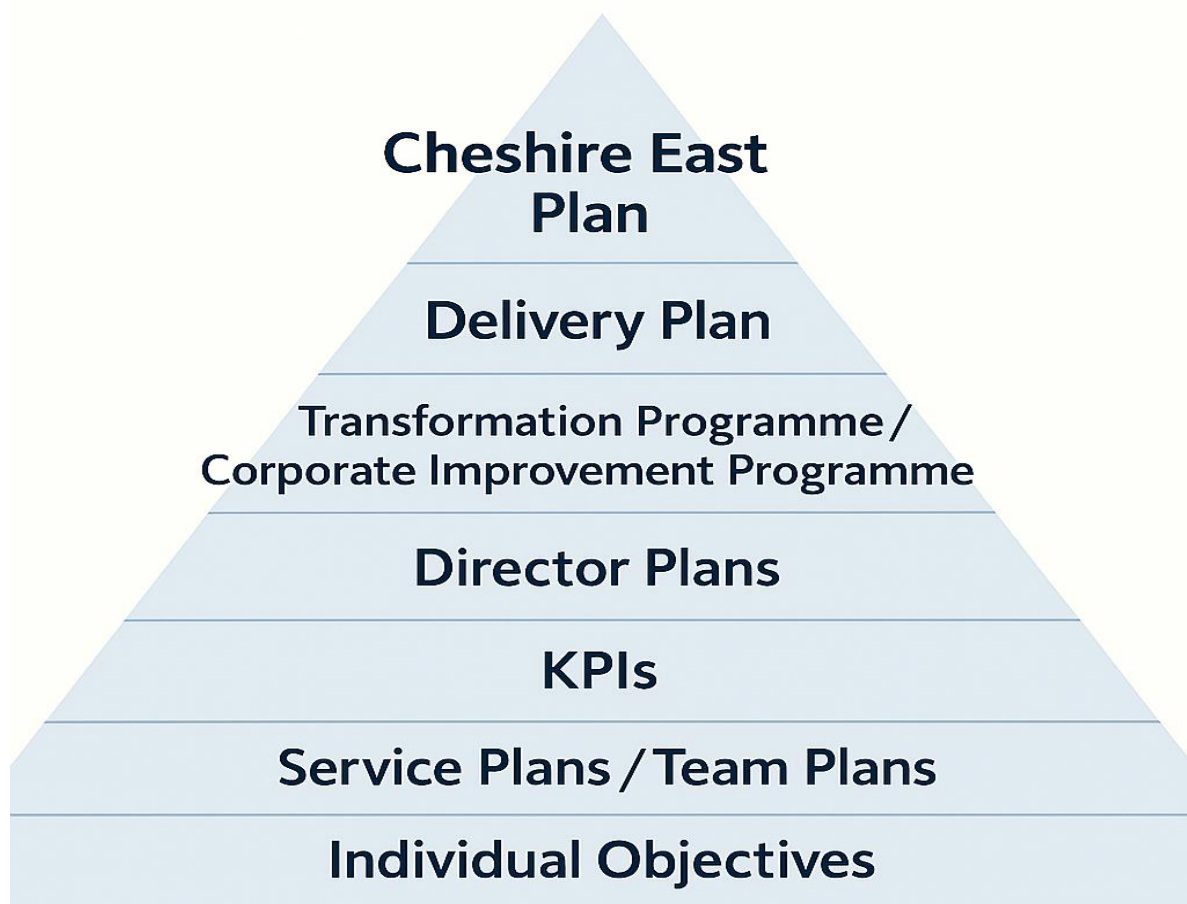 Cheshire East
Plan
Delivery Plan
Transformation Programme /
Corporate Improvement Programme
Director Plans
KPIs
Service Plans / Team Plans
Individual Objectives